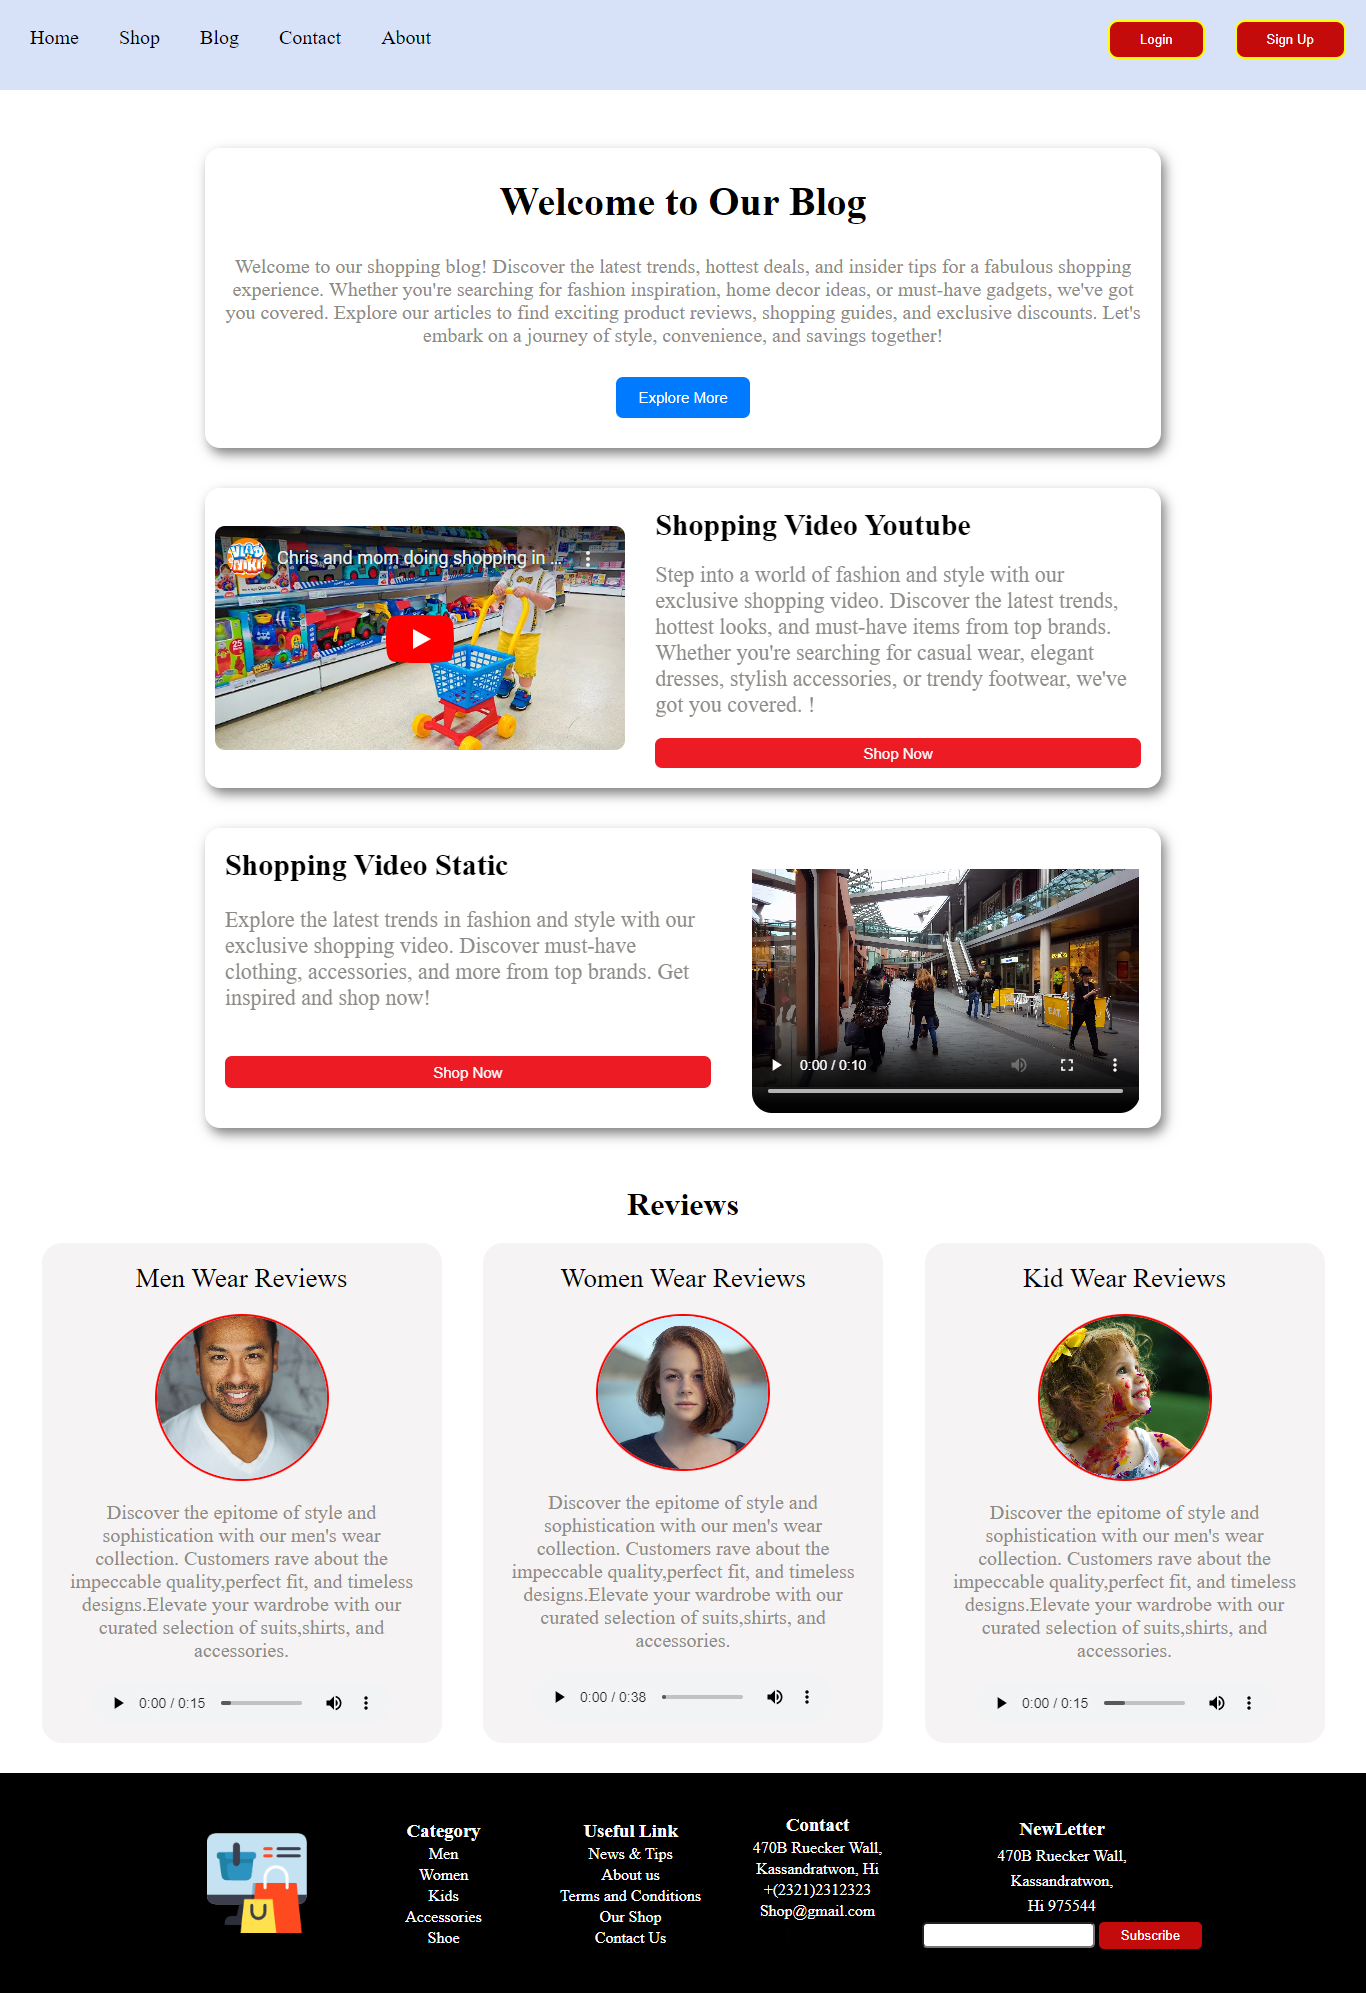 Home Shop Blog Contact About Login Sign Up
Welcome to Our Blog
Welcome to our shopping blog! Discover the latest trends, hottest deals, and insider tips for a fabulous shopping
experience. Whether you're searching for fashion inspiration, home decor ideas, or must-have gadgets, we've got
you covered. Explore our articles to find exciting product reviews, shopping guides, and exclusive discounts. Let's
embark on a journey of style, convenience, and savings together!
Explore More
Chris and mom doing shopping in ...
Shopping Video Youtube
Step into a world of fashion and style with our
exclusive shopping video. Discover the latest trends,
hottest looks, and must-have items from top brands.
Whether you're searching for casual wear, elegant
dresses, stylish accessories, or trendy footwear, we've
got you covered. !
Shop Now
Shopping Video Static
Explore the latest trends in fashion and style with our
exclusive shopping video. Discover must-have
clothing, accessories, and more from top brands. Get
inspired and shop now!
Shop Now
EAT.
0:00 / 0:10
Reviews
Men Wear Reviews
Discover the epitome of style and
sophistication with our men's wear
collection. Customers rave about the
impeccable quality,perfect fit, and timeless
designs.Elevate your wardrobe with our
curated selection of suits,shirts, and
accessories.
0:00 / 0:15
Women Wear Reviews
Discover the epitome of style and
sophistication with our men's wear
collection. Customers rave about the
impeccable quality,perfect fit, and timeless
designs.Elevate your wardrobe with our
curated selection of suits,shirts, and
accessories.
0:00 / 0:38
Kid Wear Reviews
Discover the epitome of style and
sophistication with our men's wear
collection. Customers rave about the
impeccable quality,perfect fit, and timeless
designs.Elevate your wardrobe with our
curated selection of suits,shirts, and
accessories.
0:00 / 0:15
Category
Men
Women
Kids
Accessories
Shoe
Useful Link
News & Tips
About us
Terms and Conditions
Our Shop
Contact Us
Contact
470B Ruecker Wall,
Kassandratwon, Hi
+(2321)2312323
Shop@gmail.com
NewLetter
470B Ruecker Wall,
Kassandratwon,
Hi 975544
Subscribe